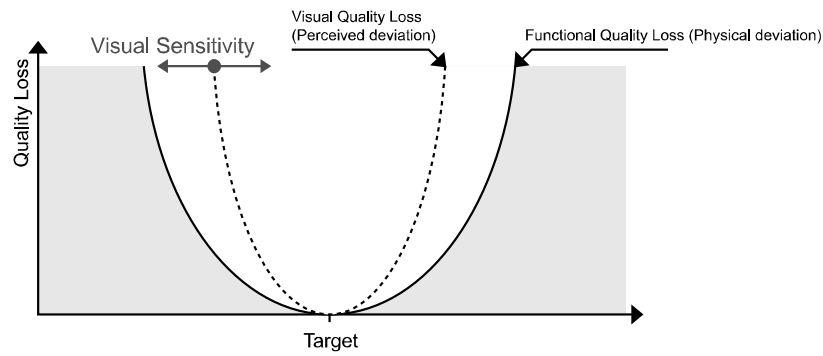 Visual Quality Loss
(Perceived deviation)
Functional Quality Loss (Physical deviation)
Visual Sensitivity
Quality Loss
Target